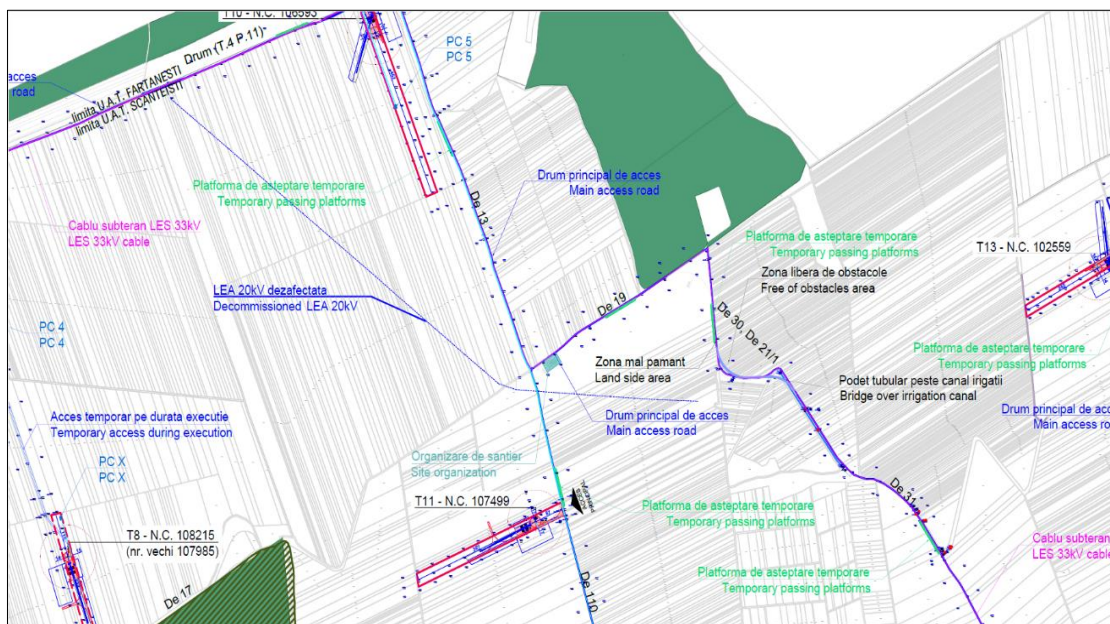 T10 - N.C. 106593
Drum (T.4 P.11)
limita U.A.T. FARTANESTI
limita U.A.T. SCANTEISTI
acces
road
PC 5
PC 5
Platforma de asteptare temporare
Temporary passing platforms
Cablu subteran LES 33kV
LES 33kV cable
De 13
Drum principal de acces
Main access road
Platforma de asteptare temporare
Temporary passing platforms
T13 - N.C. 102559
Zona libera de obstacole
Free of obstacles area
LEA 20kV dezafectata
Decommissioned LEA 20kV
De 19
De 30, De 21/1
PC 4
PC 4
Zona mal pamant
Land side area
Platforma de asteptare temporare
Temporary passing platforms
Podet tubular peste canal irigatii
Bridge over irrigation canal
Acces temporar pe durata executie
Temporary access during execution
Drum principal de acces
Main access road
Drum principal de acc
Main access ro
PC X
PC X
Organizare de santier
Site organization
T11 - N.C. 107499
ACCES
PRINCIPAL
Platforma de asteptare temporare
Temporary passing platforms
De 31
Cablu subteran
LES 33kV cable
T8 - N.C. 108215
(nr. vechi 107985)
De 17
De 110
Platforma de asteptare temporare
Temporary passing platforms